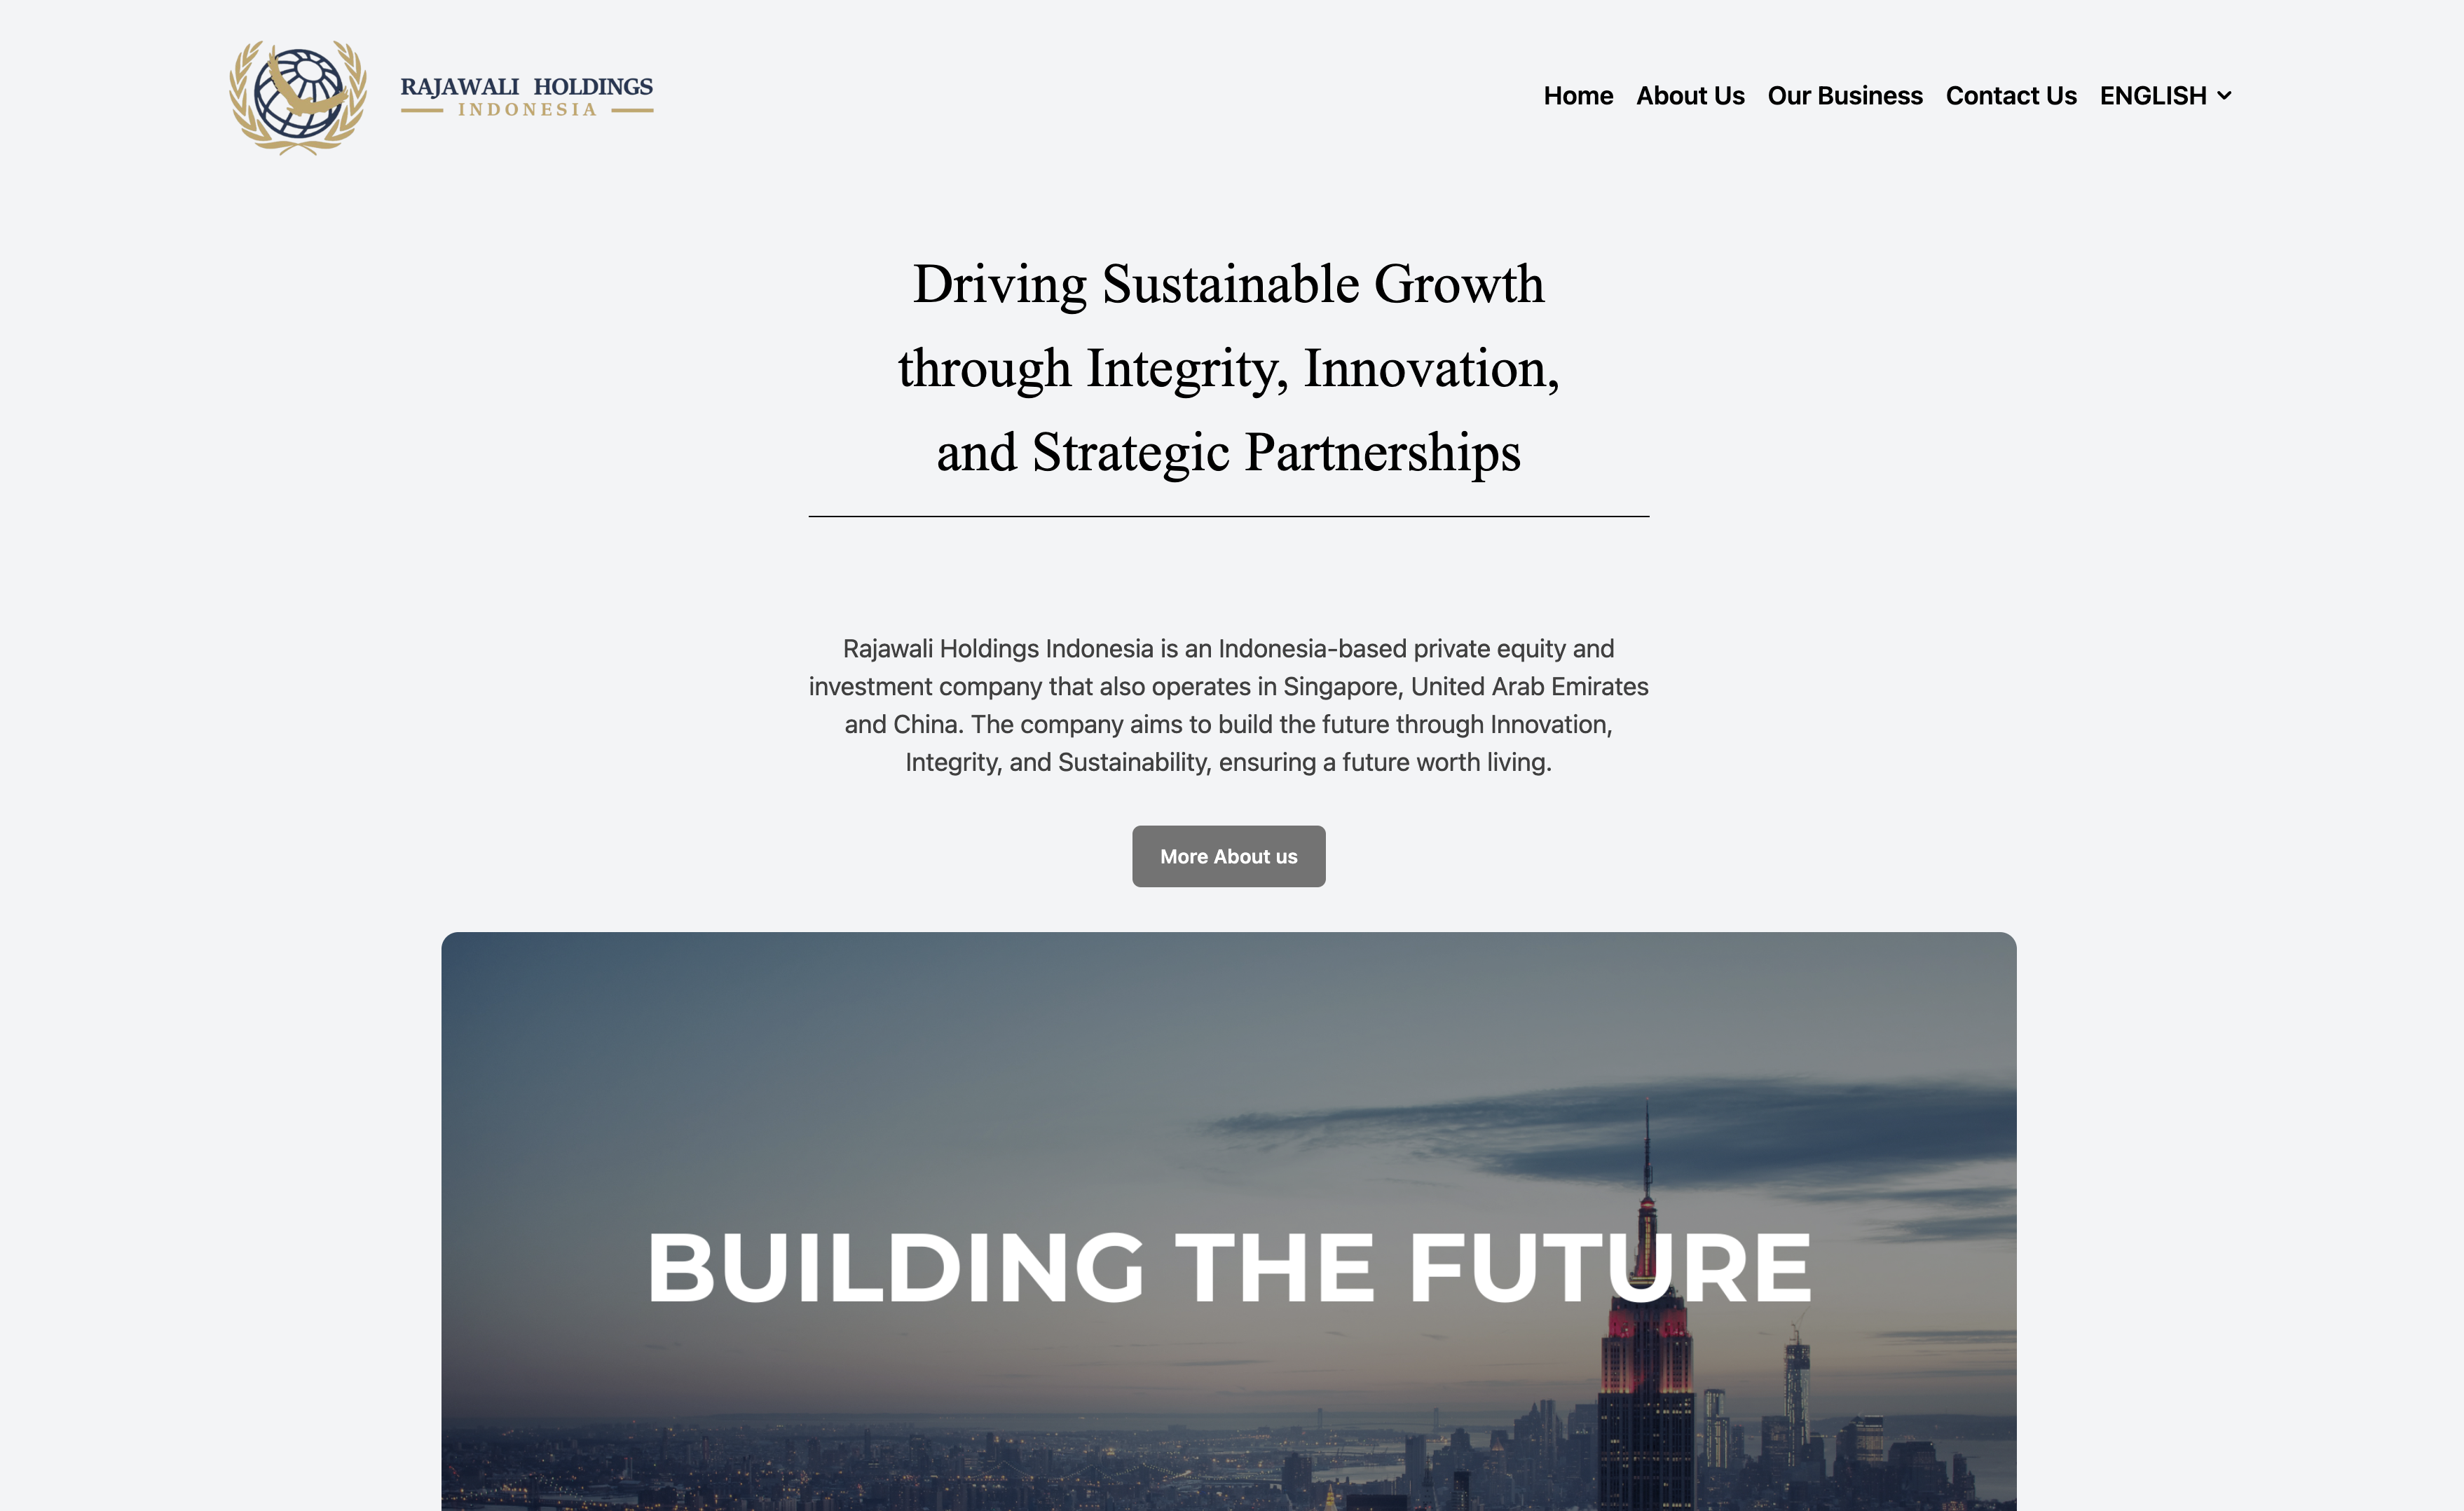 RAJAWALI HOLDINGS
INDONESIA
Home About Us Our Business Contact Us ENGLISH
Driving Sustainable Growth
through Integrity, Innovation,
and Strategic Partnerships
Rajawali Holdings Indonesia is an Indonesia-based private equity and
investment company that also operates in Singapore, United Arab Emirates
and China. The company aims to build the future through Innovation,
Integrity, and Sustainability, ensuring a future worth living.
More About us
BUILDING THE FUTURE